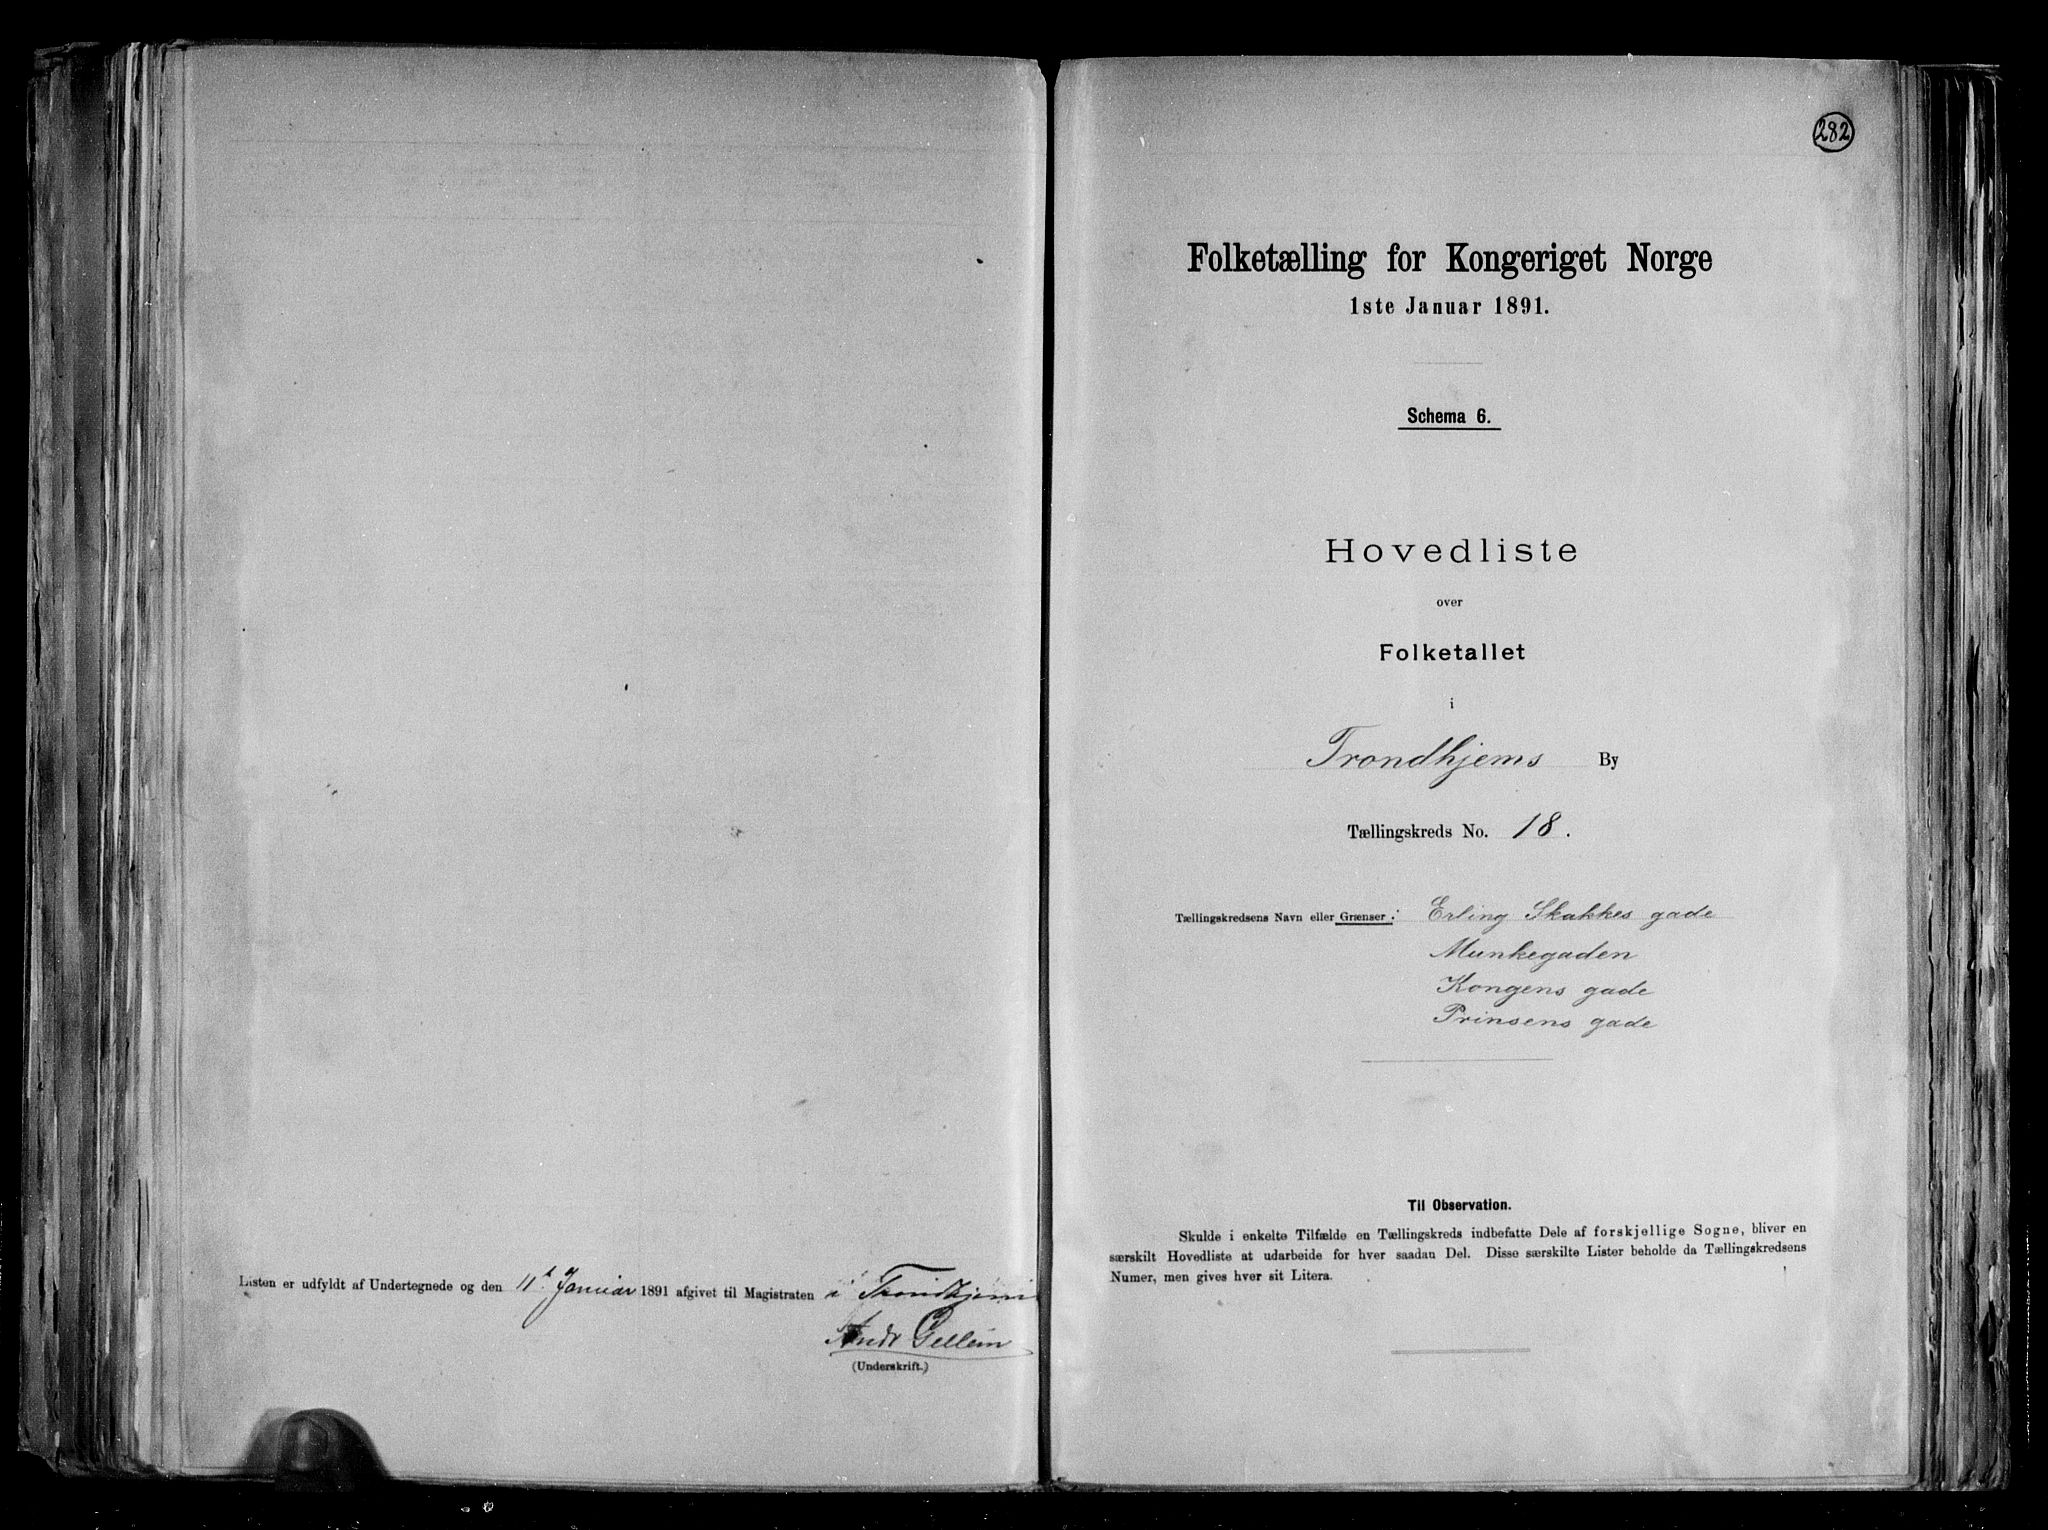 Listen er udfyldt af Undertegnede og den 11t Januar 1891 afgivet til Magistraten i Trondhjem
Andr Gellein
(Underskrift.)
282
Folketælling for Kongeriget Norge
1ste Januar 1891.
Schema 6.
Hovedliste
over
Folketallet
i
Trondhjems By
Tællingskreds No. 18.
Tællingskredsens Navn eller Grænser: Erling Skakkes gade
Munkegaden
Kongens gade
Prinsens gade
Til Observation.
Skulde i enkelte Tilfælde en Tællingskreds indbefatte Dele af forskjellige Sogne, bliver en
særskilt Hovedliste at udarbeide for hver saadan Del. Disse særskilte Lister beholde da Tællingskredsens
Numer, men gives hver sit Litera.